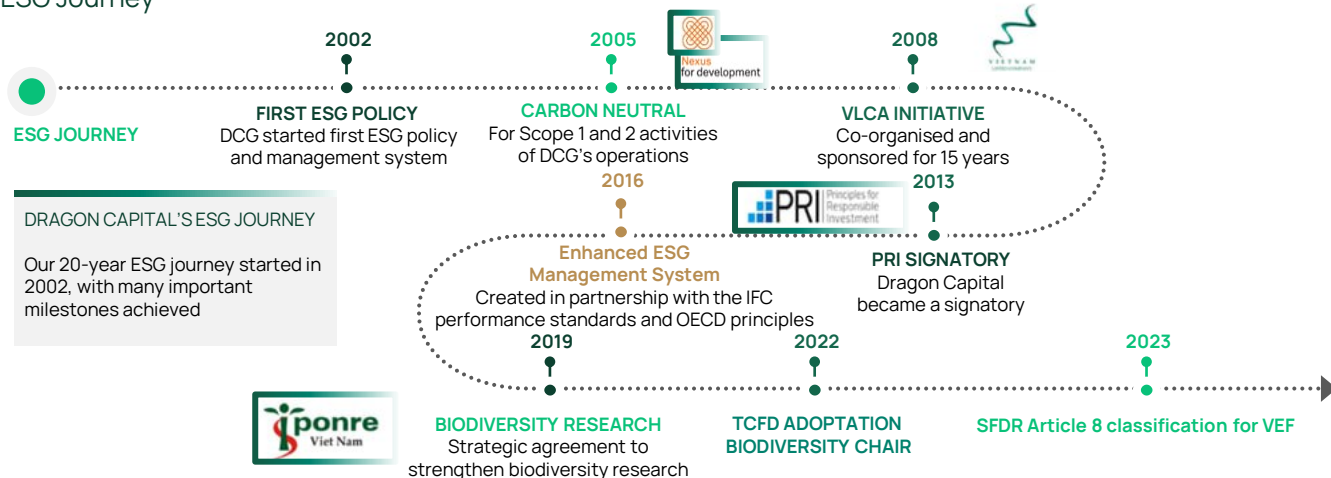 ESG Journey
2002
2005
2008
Nexus
for development
VIETNAM
ESG JOURNEY
FIRST ESG POLICY
DCG started first ESG policy
and management system
CARBON NEUTRAL
For Scope 1 and 2 activities
of DCG's operations
VLCA INITIATIVE
Co-organised and
sponsored for 15 years
DRAGON CAPITAL'S ESG JOURNEY
Our 20-year ESG journey started in
2002, with many important
milestones achieved
2016
PRI Principles for
Responsible
Investment
2013
Enhanced ESG
Management System
Created in partnership with the IFC
performance standards and OECD principles
PRI SIGNATORY
Dragon Capital
became a signatory
2019
2022
2023
iponre
Viet Nam
BIODIVERSITY RESEARCH
Strategic agreement to
strengthen biodiversity research
TCFD ADOPTATION
BIODIVERSITY CHAIR
SFDR Article 8 classification for VEF